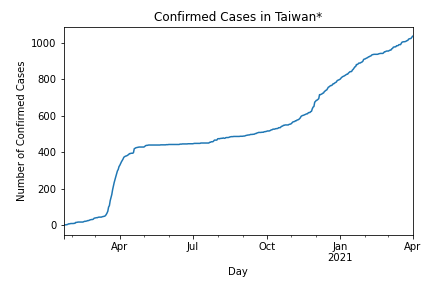 Confirmed Cases in Taiwan*
Number of Confirmed Cases
1000
800
600
400
200
0
Apr
Jul
Oct
Jan
2021
Apr
Day